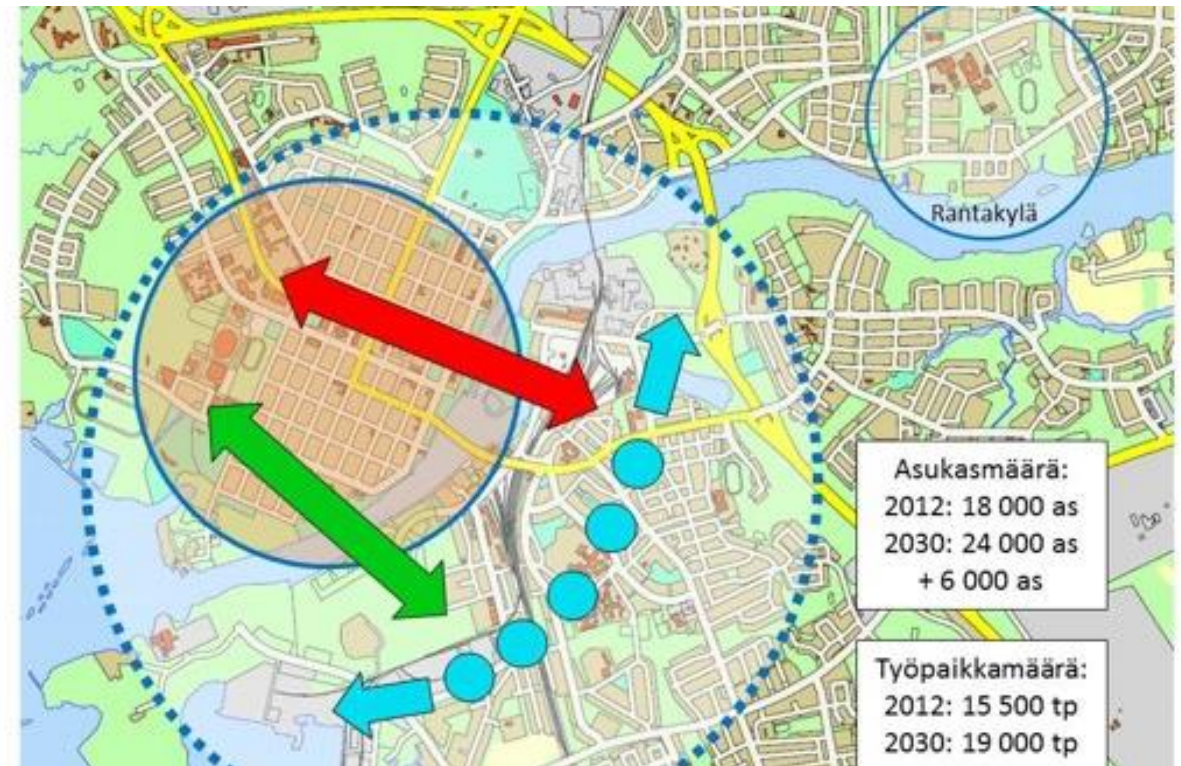 Rantakylä
Asukasmäärä:
2012: 18 000 as
2030: 24 000 as
+ 6 000 as
Työpaikkamäärä:
2012: 15 500 tp
2030: 19 000 tp